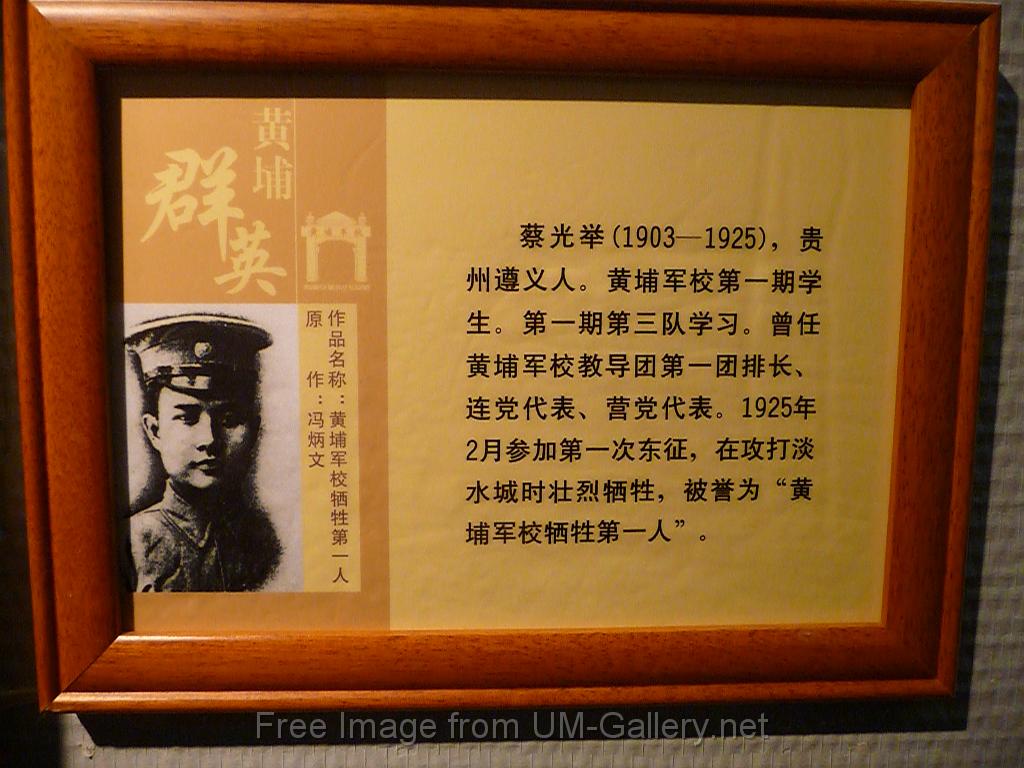 黄埔
群英
作品名称：黄埔军校牺牲第一人
原 作：冯炳文
蔡光举(1903—1925)，贵
州遵义人。黄埔军校第一期学
生。第一期第三队学习。曾任
黄埔军校教导团第一团排长、
连党代表、营党代表。1925年
2月参加第一次东征，在攻打淡
水城时壮烈牺牲，被誉为“黄
埔军校牺牲第一人”。
Free Image from UM-Gallery.net